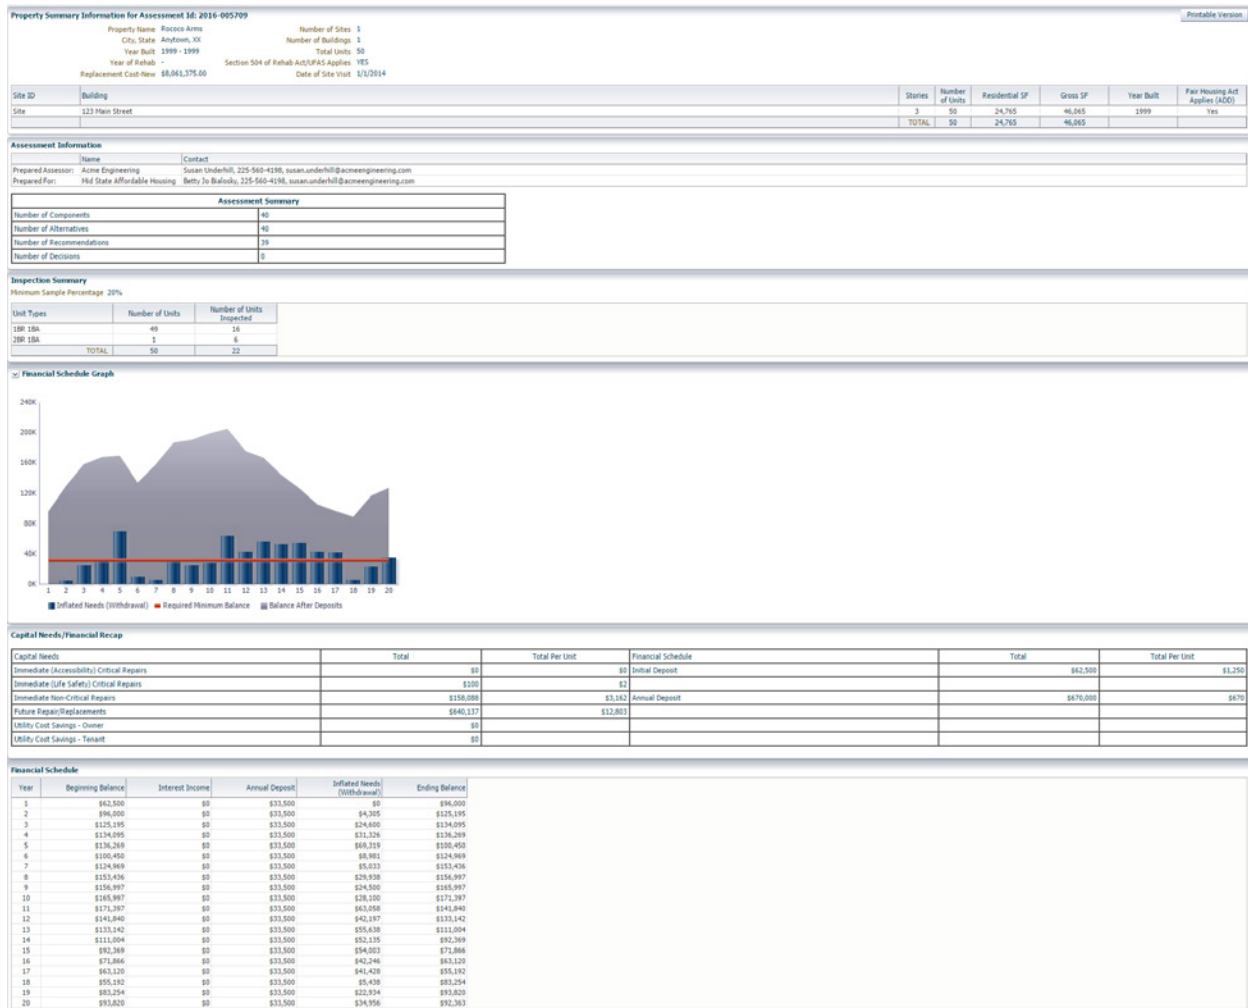 Property Summary Information for Assessment Id: 2016-005709
Printable Version
Property Name Rococo Arms Number of Sites 1
City, State Anytown, XX Number of Buildings 1
Year Built 1999 - 1999 Total Units 50
Year of Rehab - Section 504 of Rehab Act/UFAS Applies YES
Replacement Cost-New $8,061,375.00 Date of Site Visit 1/1/2014
Site ID Building Stories Number of Units Residential SF Gross SF Year Built Fair Housing Act Applies (ADD)
Site 123 Main Street 3 50 24,765 46,065 1999 Yes
TOTAL 50 24,765 46,065
Assessment Information
Name Contact
Prepared Assessor: Acme Engineering Susan Underhill, 225-560-4198, susan.underhill@acmeengineering.com
Prepared For: Mid State Affordable Housing Betty Jo Bialosky, 225-560-4198, susan.underhill@acmeengineering.com
Assessment Summary
Number of Components 40
Number of Alternatives 40
Number of Recommendations 39
Number of Decisions 0
Inspection Summary
Minimum Sample Percentage 20%
Unit Types Number of Units Number of Units Inspected
1BR 1BA 49 16
2BR 1BA 1 6
TOTAL 50 22
Financial Schedule Graph
240K
200K
160K
120K
80K
40K
0K
1 2 3 4 5 6 7 8 9 10 11 12 13 14 15 16 17 18 19 20
Inflated Needs (Withdrawal) Required Minimum Balance Balance After Deposits
Capital Needs/Financial Recap
Capital Needs Total Total Per Unit Financial Schedule Total Total Per Unit
Immediate (Accessibility) Critical Repairs $0 $0 Initial Deposit $62,500 $1,250
Immediate (Life Safety) Critical Repairs $100 $2
Immediate Non-Critical Repairs $158,088 $3,162 Annual Deposit $670,000 $670
Future Repair/Replacements $640,137 $12,803
Utility Cost Savings - Owner $0
Utility Cost Savings - Tenant $0
Financial Schedule
Year Beginning Balance Interest Income Annual Deposit Inflated Needs (Withdrawal) Ending Balance
1 $62,500 $0 $33,500 $0 $96,000
2 $96,000 $0 $33,500 $4,305 $125,195
3 $125,195 $0 $33,500 $24,600 $134,095
4 $134,095 $0 $33,500 $31,326 $136,269
5 $136,269 $0 $33,500 $69,319 $100,450
6 $100,450 $0 $33,500 $8,981 $124,969
7 $124,969 $0 $33,500 $5,033 $153,436
8 $153,436 $0 $33,500 $29,938 $156,997
9 $156,997 $0 $33,500 $24,500 $165,997
10 $165,997 $0 $33,500 $28,100 $171,397
11 $171,397 $0 $33,500 $63,058 $141,840
12 $141,840 $0 $33,500 $42,197 $133,142
13 $133,142 $0 $33,500 $55,638 $111,004
14 $111,004 $0 $33,500 $52,135 $92,369
15 $92,369 $0 $33,500 $54,003 $71,866
16 $71,866 $0 $33,500 $42,246 $63,120
17 $63,120 $0 $33,500 $41,428 $55,192
18 $55,192 $0 $33,500 $5,438 $83,254
19 $83,254 $0 $33,500 $22,934 $93,820
20 $93,820 $0 $33,500 $34,956 $92,363